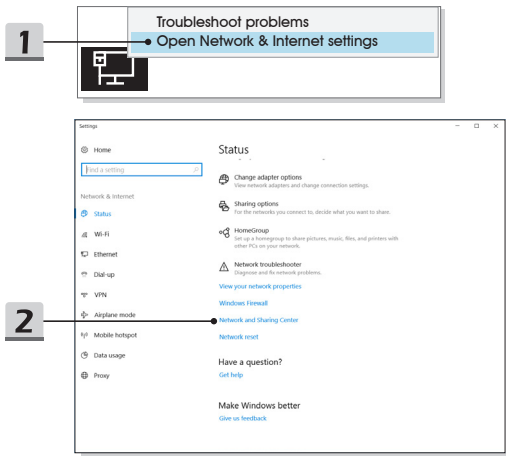 Troubleshoot problems
1
Open Network & Internet settings
Settings
Home
Find a setting
Network & Internet
Status
Wi-Fi
Ethernet
Dial-up
VPN
Airplane mode
Mobile hotspot
Data usage
Proxy
Status
Change adapter options
View network adapters and change connection settings.
Sharing options
For the networks you connect to, decide what you want to share.
HomeGroup
Set up a homegroup to share pictures, music, files, and printers with
other PCs on your network.
Network troubleshooter
Diagnose and fix network problems.
View your network properties
Windows Firewall
2
Network and Sharing Center
Network reset
Have a question?
Get help
Make Windows better
Give us feedback